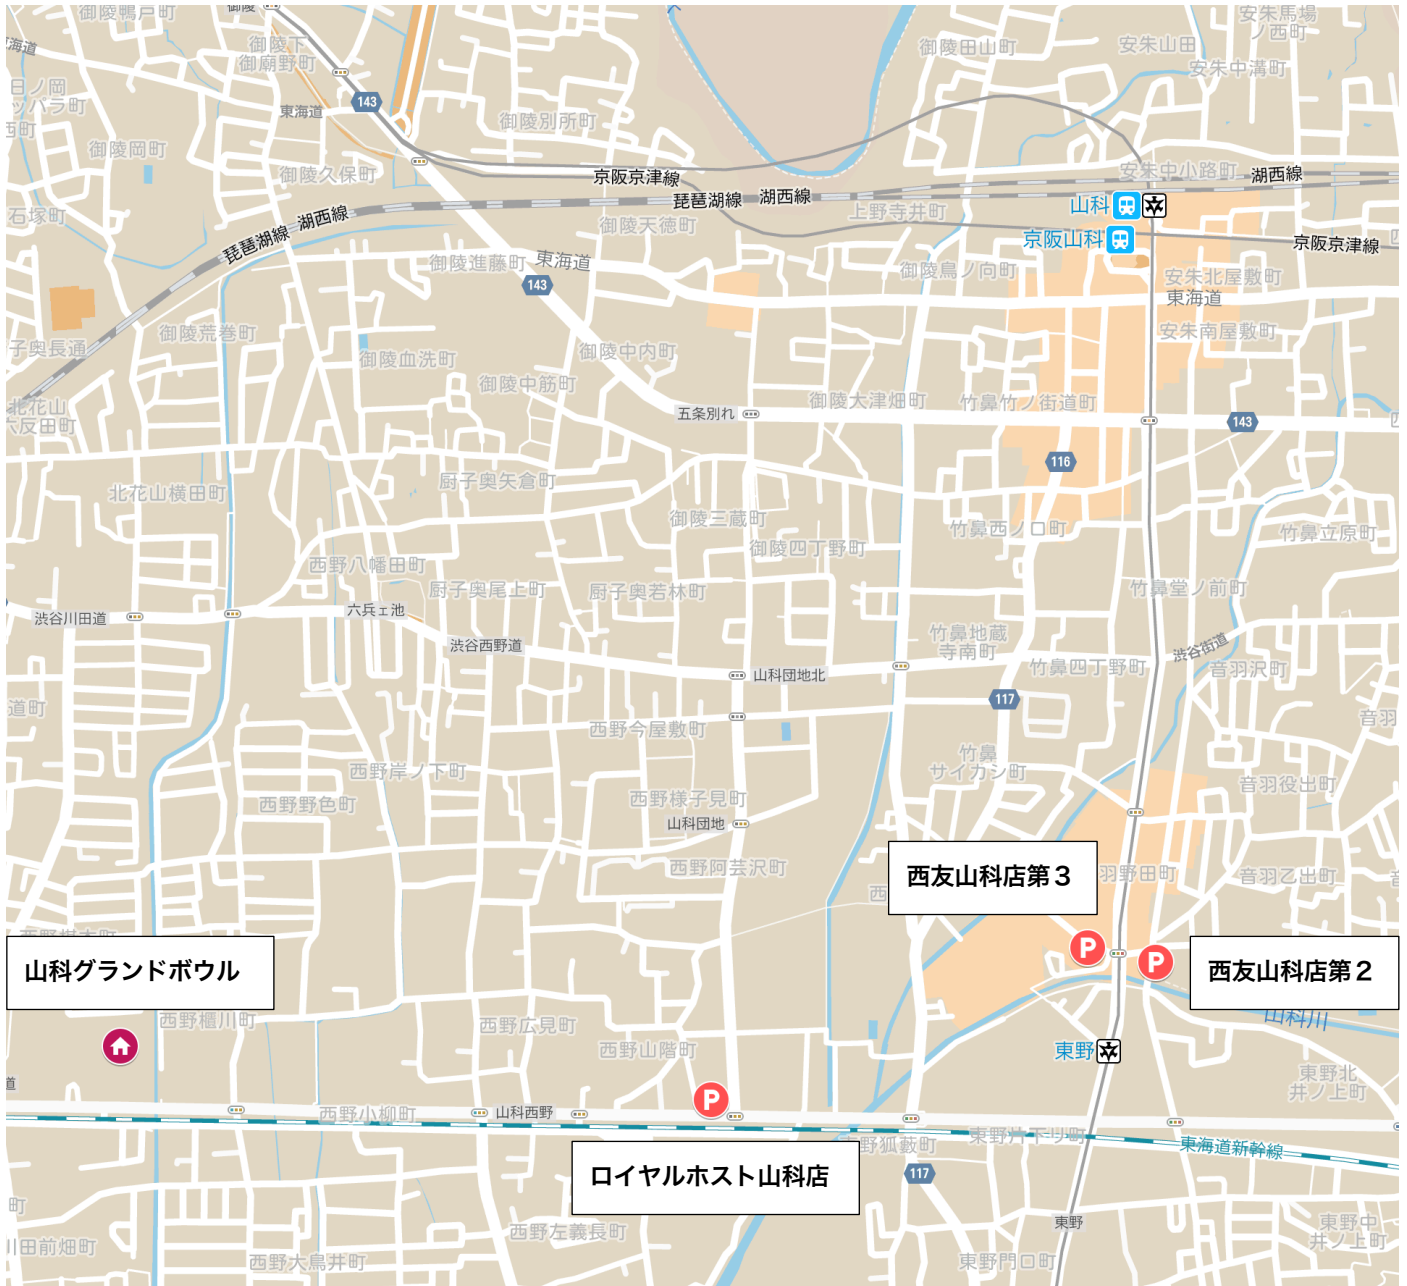 御陵鴨戸町
御陵
安朱馬場
ノ西町
御陵下
御廟野町
御陵田山町
安朱山田
安朱中溝町
海道
日ノ岡
ッパラ町
西町
143
東海道
御陵別所町
御陵岡町
御陵久保町
京阪京津線
安朱中小路町
湖西線
琵琶湖線
湖西線
山科
石塚町
琵琶湖線
湖西線
御陵天徳町
上野寺井町
京阪山科
京阪京津線
御陵進藤町
東海道
御陵鳥ノ向町
安朱北屋敷町
143
東海道
御陵荒巻町
安朱南屋敷町
子奥長通
御陵血洗町
御陵中内町
御陵中筋町
北花山
六反田町
五条別れ
御陵大津畑町
竹鼻竹ノ街道町
143
116
厨子奥矢倉町
北花山横田町
御陵三蔵町
竹鼻西ノ口町
竹鼻立原町
御陵四丁野町
西野八幡田町
厨子奥尾上町
厨子奥若林町
竹鼻堂ノ前町
渋谷川田道
六兵ェ池
渋谷西野道
竹鼻地蔵
寺南町
渋谷街道
山科団地北
竹鼻四丁野町
音羽沢町
117
道町
西野今屋敷町
音羽
竹鼻
サイカシ町
西野岸ノ下町
西野野色町
西野様子見町
音羽役出町
山科団地
西野阿芸沢町
西友山科店第3
羽野田町
音羽乙出町
西
山科グランドボウル
P
P
西友山科店第2
西野櫃川町
西野広見町
山科川
西野山階町
東野
東野北
井ノ上町
道
P
西野小柳町
山科西野
東野狐藪町
東野片下リ町
東海道新幹線
ロイヤルホスト山科店
117
町
東野
東野中
井ノ上町
川田前畑町
西野左義長町
西野大鳥井町
東野門口町